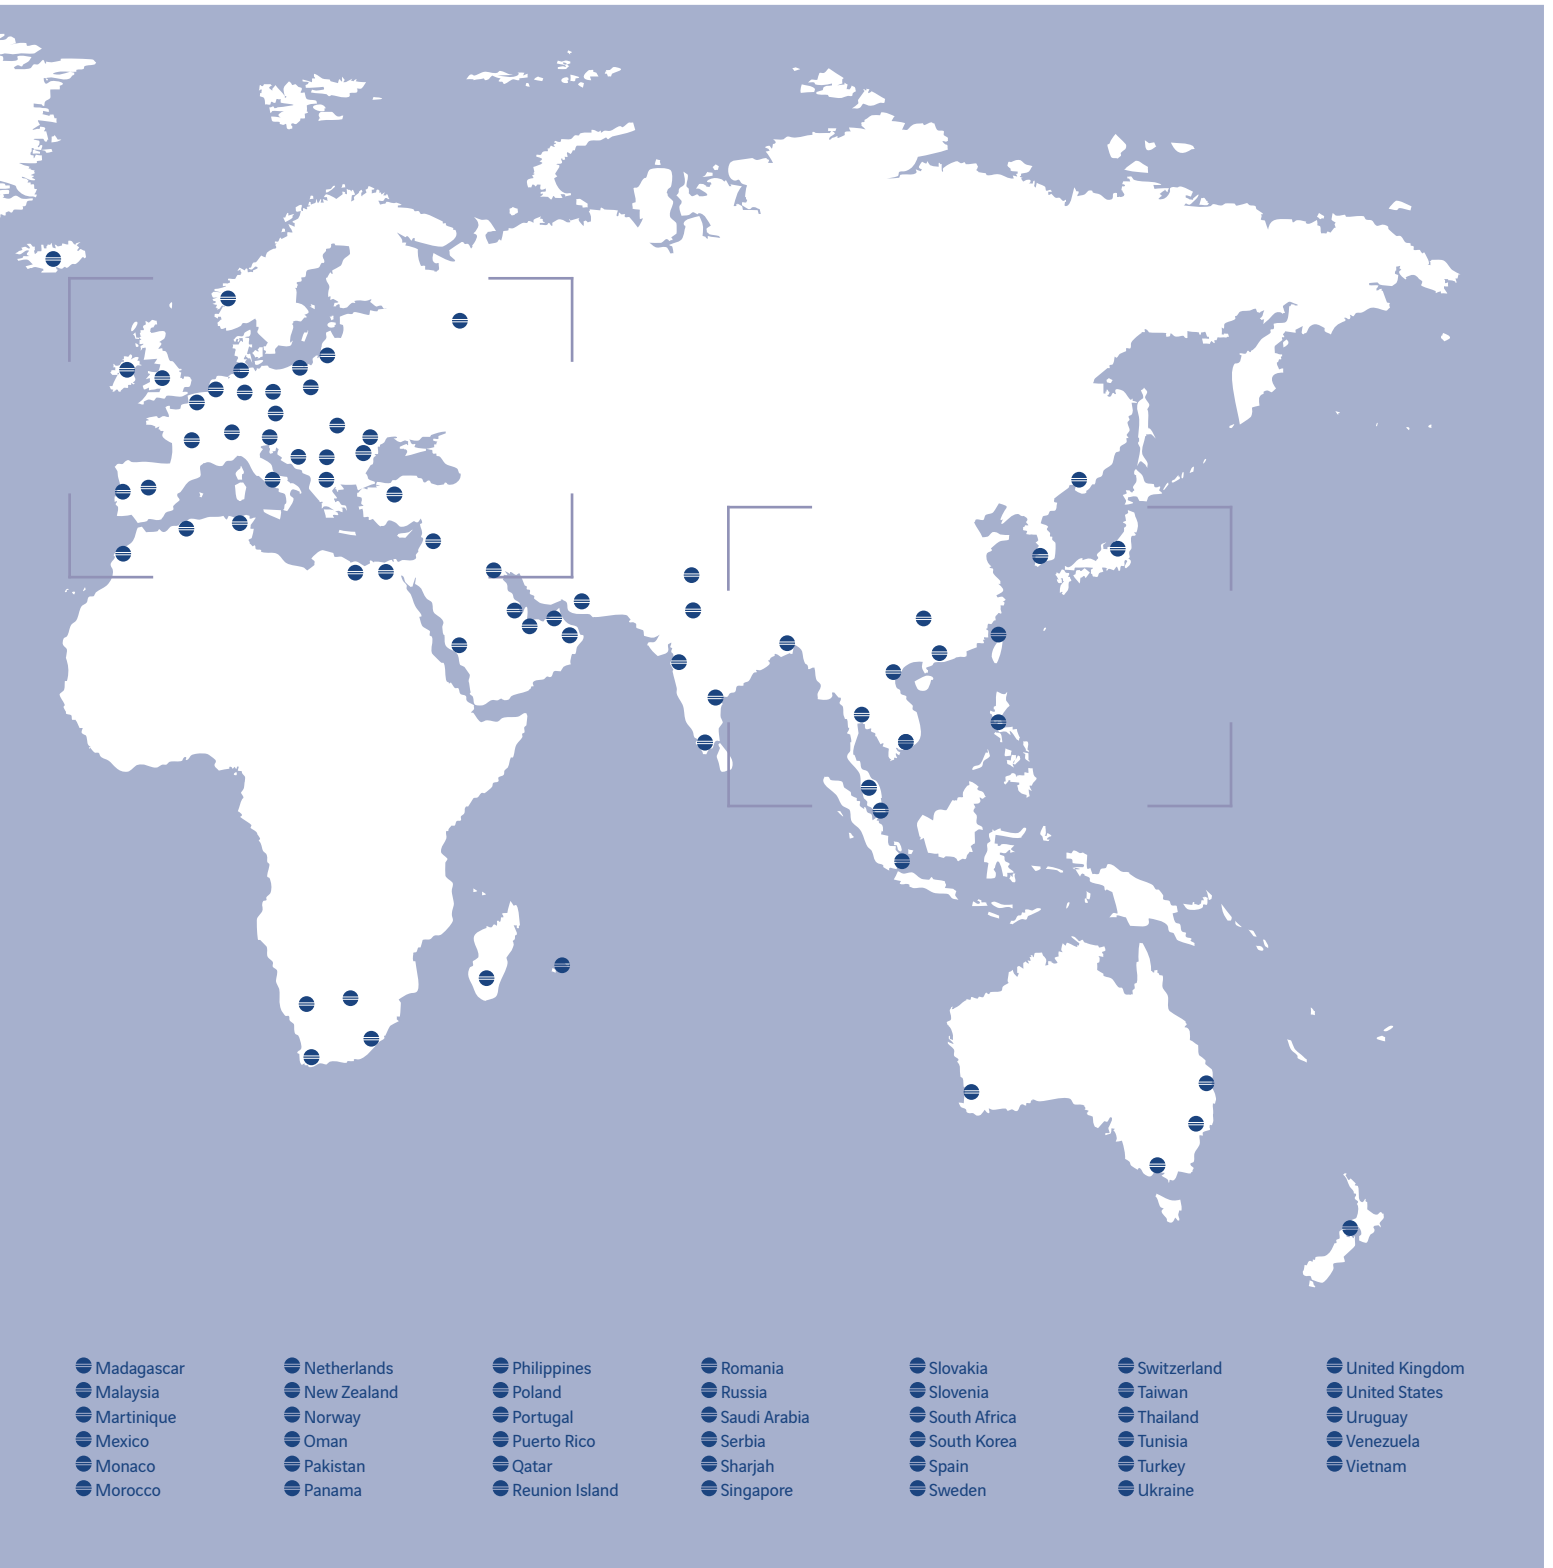 Madagascar
Malaysia
Martinique
Mexico
Monaco
Morocco
Netherlands
New Zealand
Norway
Oman
Pakistan
Panama
Philippines
Poland
Portugal
Puerto Rico
Qatar
Reunion Island
Romania
Russia
Saudi Arabia
Serbia
Sharjah
Singapore
Slovakia
Slovenia
South Africa
South Korea
Spain
Sweden
Switzerland
Taiwan
Thailand
Tunisia
Turkey
Ukraine
United Kingdom
United States
Uruguay
Venezuela
Vietnam